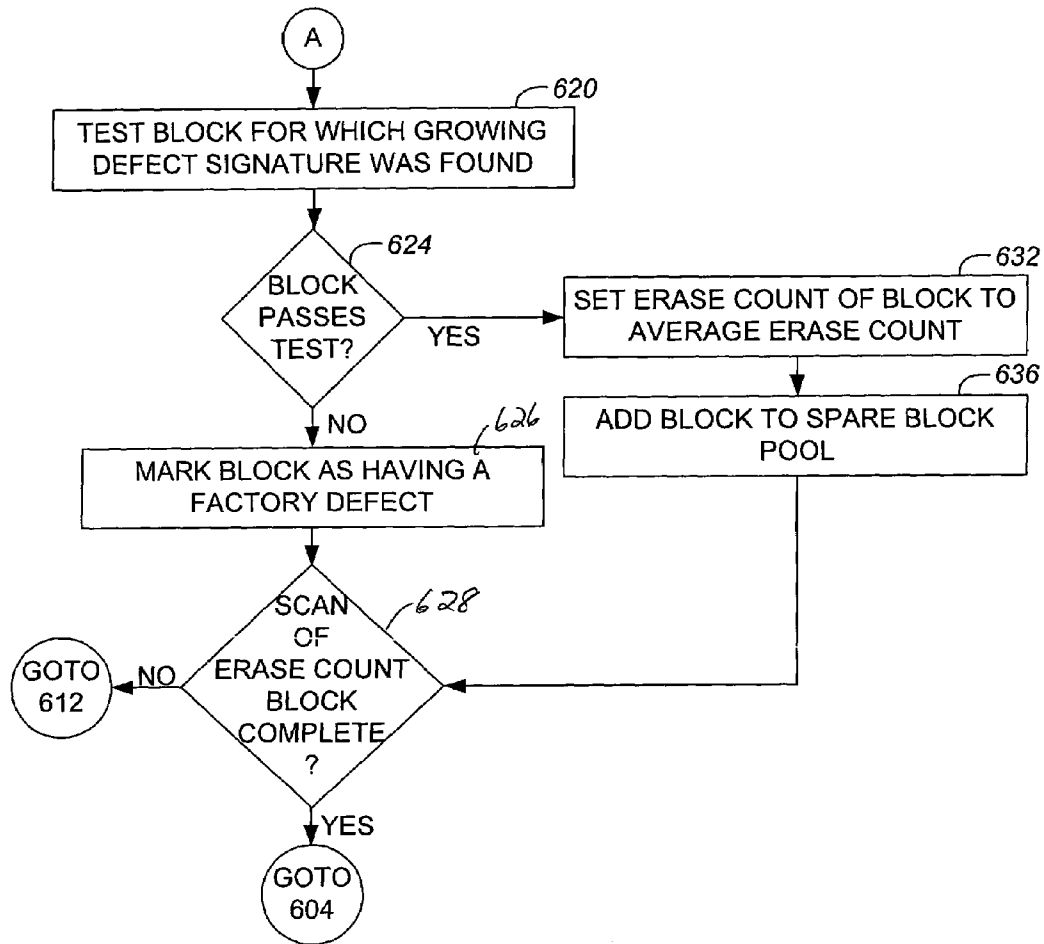 A
620
TEST BLOCK FOR WHICH GROWING
DEFECT SIGNATURE WAS FOUND
624
BLOCK
PASSES
TEST?
YES
NO
632
SET ERASE COUNT OF BLOCK TO
AVERAGE ERASE COUNT
636
ADD BLOCK TO SPARE BLOCK
POOL
626
MARK BLOCK AS HAVING A
FACTORY DEFECT
628
SCAN
OF
ERASE COUNT
BLOCK
COMPLETE
?
NO
GOTO
612
YES
GOTO
604